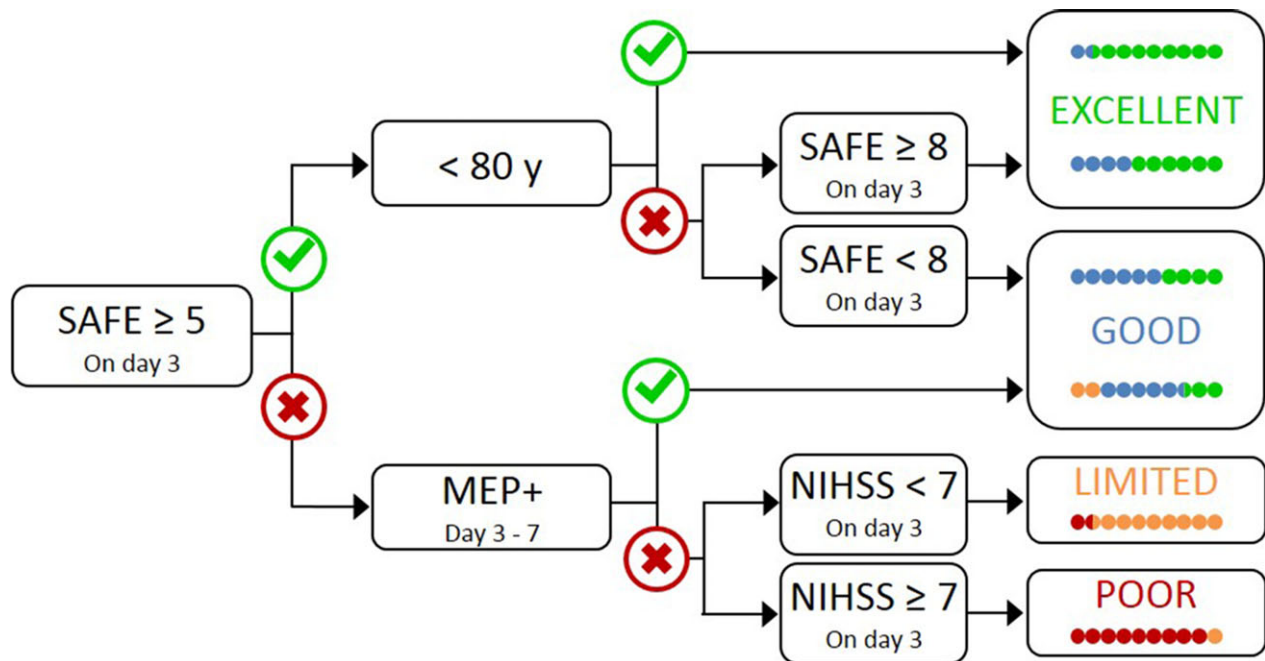 SAFE ≥ 5
On day 3
< 80 y
MEP+
Day 3 - 7
SAFE ≥ 8
On day 3
SAFE < 8
On day 3
NIHSS < 7
On day 3
NIHSS ≥ 7
On day 3
EXCELLENT
GOOD
LIMITED
POOR